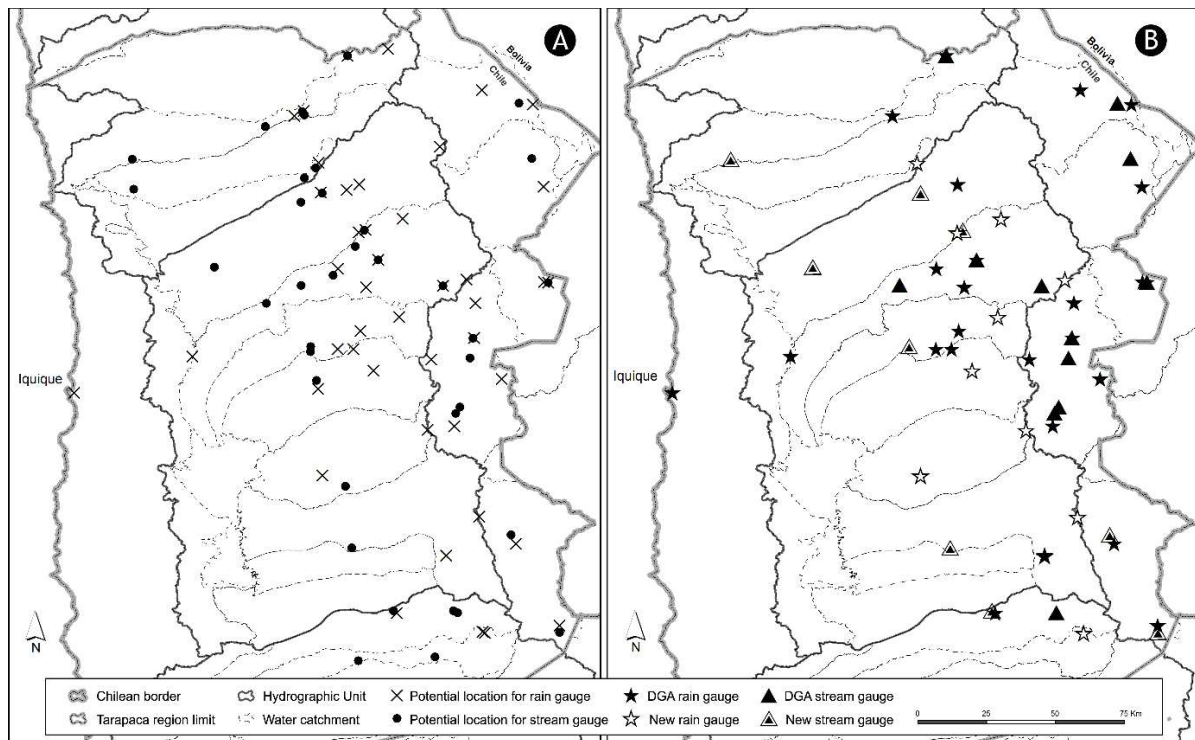 A
Bolivia
Chile
Iquique
N
B
Bolivia
Chile
Iquique
N
Chilean border
Hydrographic Unit
Potential location for rain gauge
DGA rain gauge
DGA stream gauge
Tarapaca region limit
Water catchment
Potential location for stream gauge
New rain gauge
New stream gauge
0 25 50 75 Km